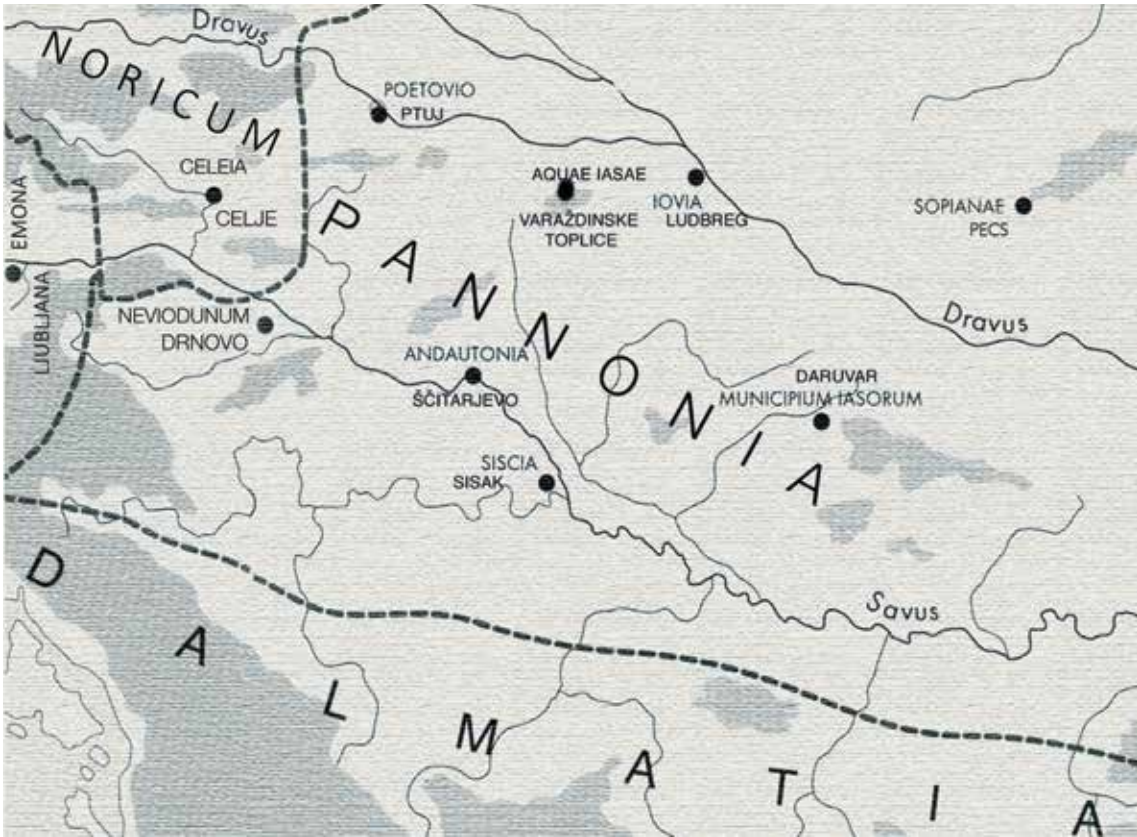 Dravus
NORICUM
POETOVIO
PTUJ
CELEIA
CELJE
AQUAE IASAE
VARAŽDINSKE
TOPLICE
IOVIA
LUDBREG
SOPIANAE
PECS
EMONA
LJUBLJANA
PANNONIA
NEVIODUNUM
DRNOVO
Dravus
ANDAUTONIA
ŠČITARJEVO
DARUVAR
MUNICIPIUM IASORUM
SISCIA
SISAK
Savus
DALMATIA